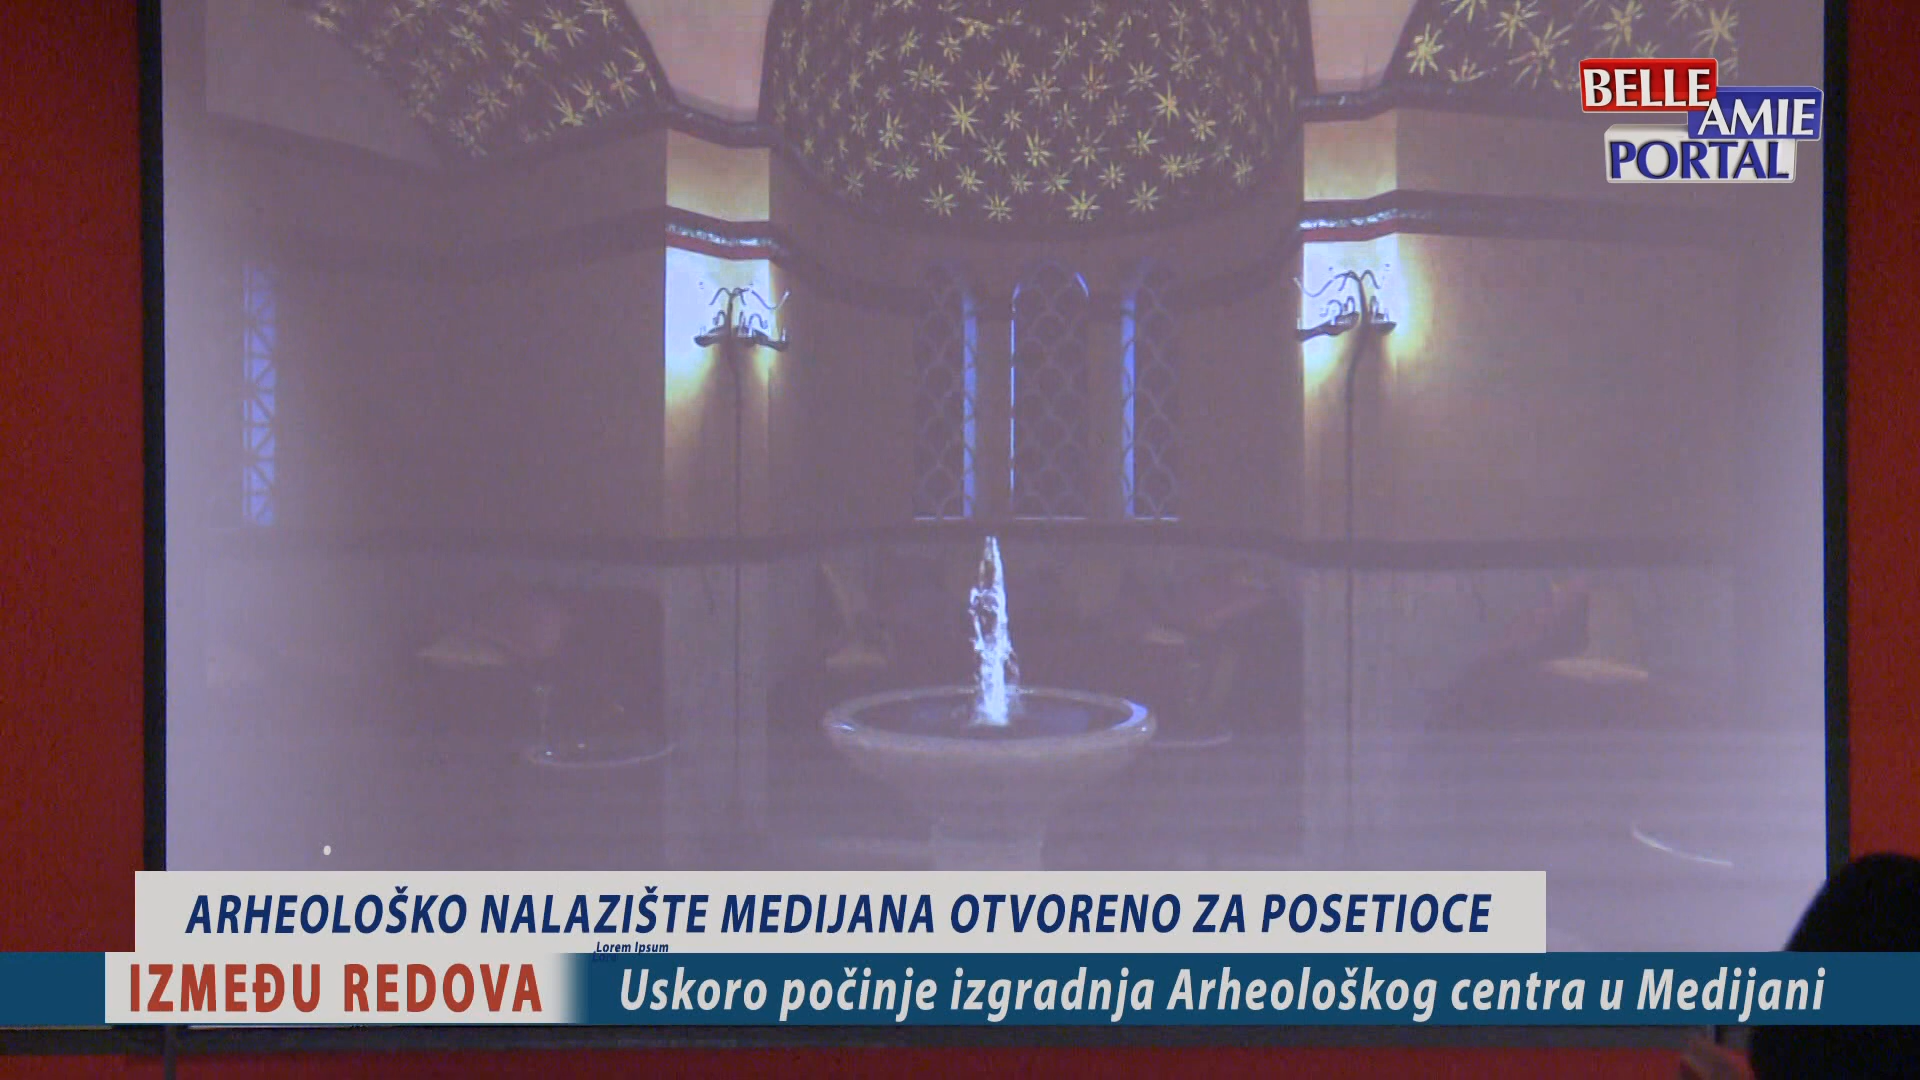 BELLE
AMIE
PORTAL
ARHEOLOŠKO NALAZIŠTE MEDIJANA OTVORENO ZA POSETIOCE
Lorem Ipsum
IZMEĐU REDOVA
Uskoro počinje izgradnja Arheološkog centra u Medijani